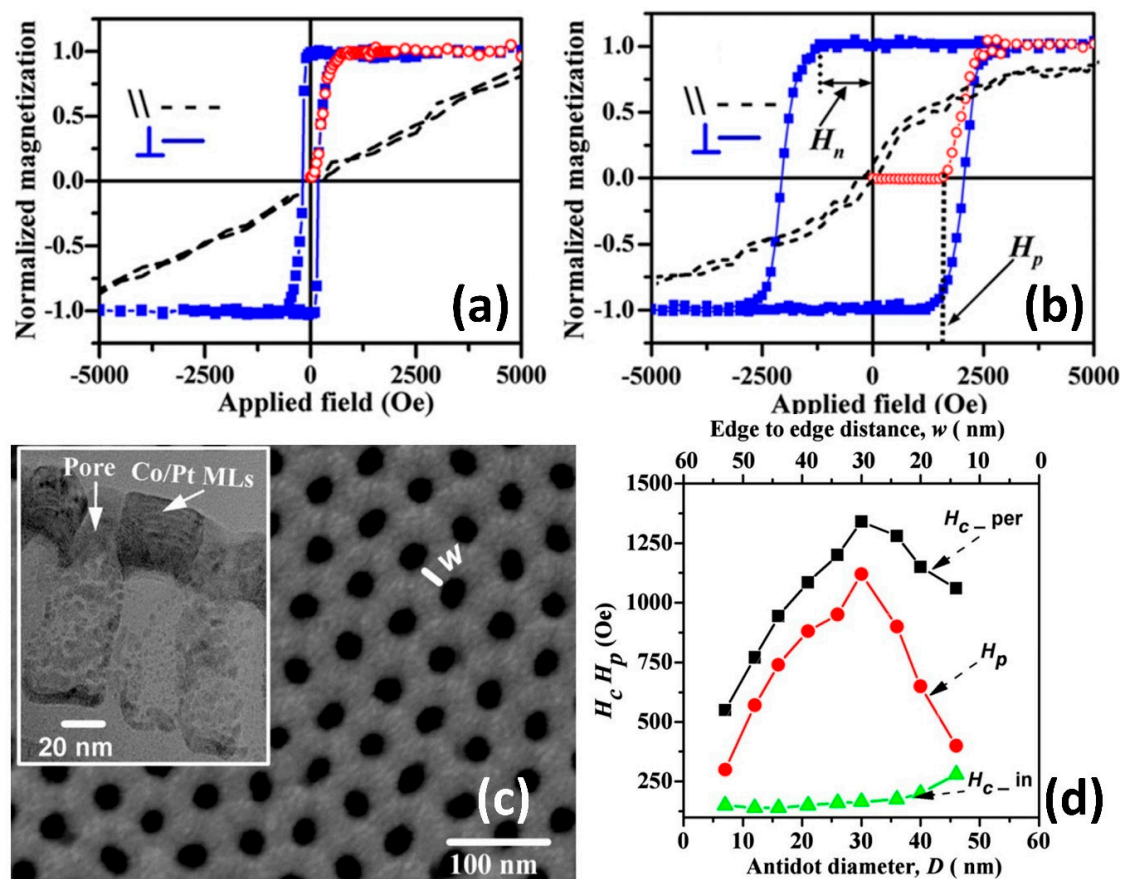 1.0
0.5
0.0
-0.5
-1.0
Normalized magnetization
\\
⊥
(a)
-5000 -2500 0 2500 5000
Applied field (Oe)
1.0
0.5
0.0
-0.5
-1.0
Normalized magnetization
\\
⊥
Hn
Hp
(b)
-5000 -2500 0 2500 5000
Applied field (Oe)
Pore
Co/Pt MLs
20 nm
w
(c)
100 nm
Edge to edge distance, w ( nm)
60 50 40 30 20 10 0
1500
1250
1000
750
500
250
Hc Hp (Oe)
Hc_ per
Hp
Hc_ in
(d)
0 10 20 30 40 50 60
Antidot diameter, D ( nm)